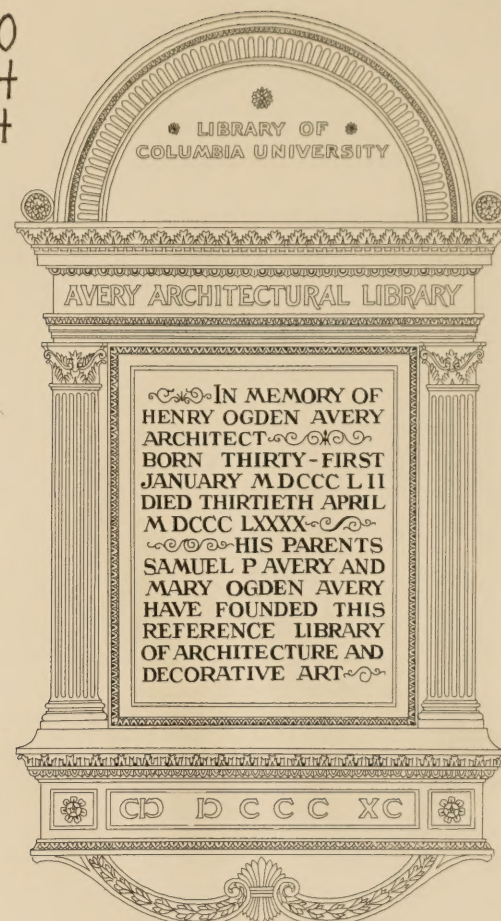 LIBRARY OF
COLUMBIA UNIVERSITY
AVERY ARCHITECTURAL LIBRARY
IN MEMORY OF
HENRY OGDEN AVERY
ARCHITECT
BORN THIRTY-FIRST
JANUARY MDCCC LII
DIED THIRTIETH APRIL
MDCCC LXXXX
HIS PARENTS
SAMUEL P AVERY AND
MARY OGDEN AVERY
HAVE FOUNDED THIS
REFERENCE LIBRARY
OF ARCHITECTURE AND
DECORATIVE ART
CIↃ IↃ C C C XC